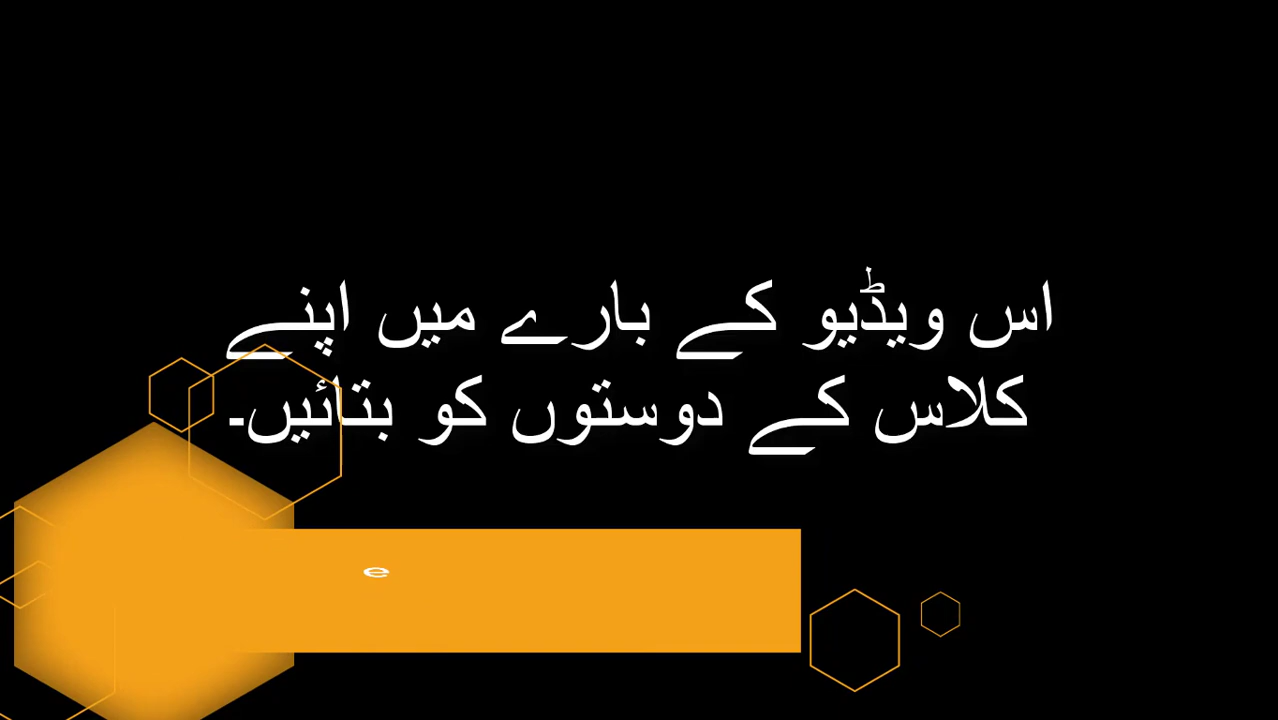 اس ویڈیو کے بارے میں اپنے
کلاس کے دوستوں کو بتائیں۔
e